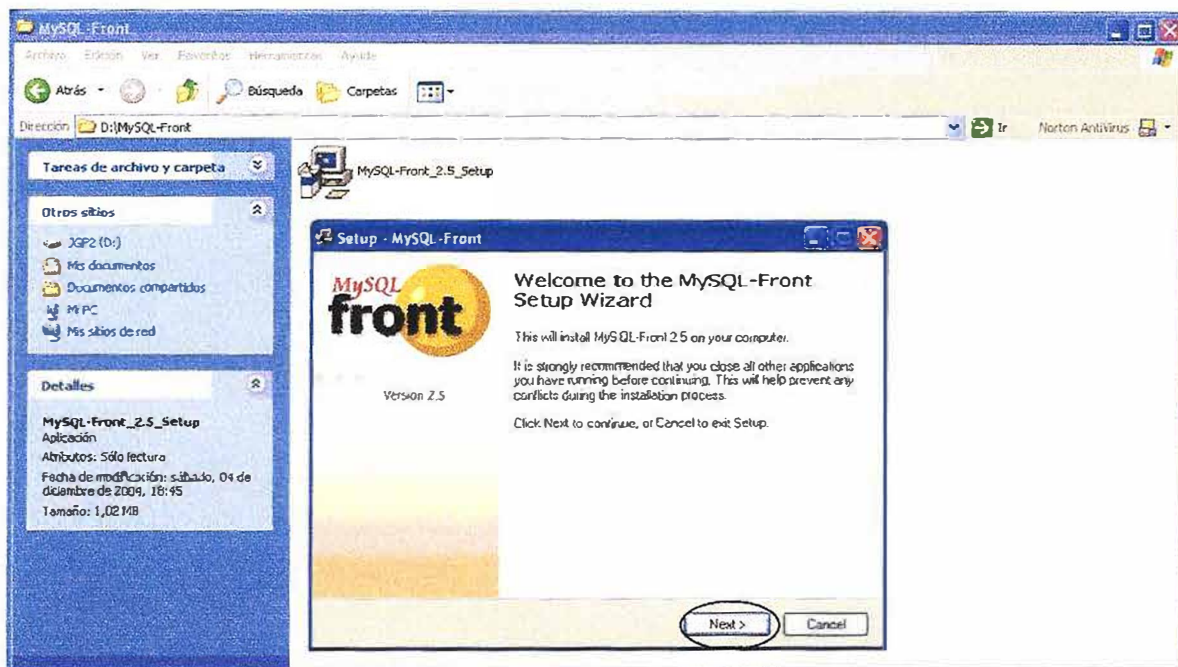 MySQL-Front
Archivo Edición Ver Favoritos Herramientas Ayuda
Atrás Búsqueda Carpetas
Dirección D:\MySQL-Front Ir Norton AntiVirus
Tareas de archivo y carpeta
MySQL-Front_2.5_Setup
Otros sitios
JGP2 (D:)
Mis documentos
Documentos compartidos
Mi PC
Mis sitios de red
Detalles
MySQL-Front_2.5_Setup
Aplicación
Atributos: Sólo lectura
Fecha de modificación: sábado, 04 de
diciembre de 2004, 18:45
Tamaño: 1,02 MB
Setup - MySQL-Front
MySQL
front
Version 2.5
Welcome to the MySQL-Front
Setup Wizard
This will install MySQL-Front 2.5 on your computer.
It is strongly recommended that you close all other applications
you have running before continuing. This will help prevent any
conflicts during the installation process.
Click Next to continue, or Cancel to exit Setup.
Next >
Cancel